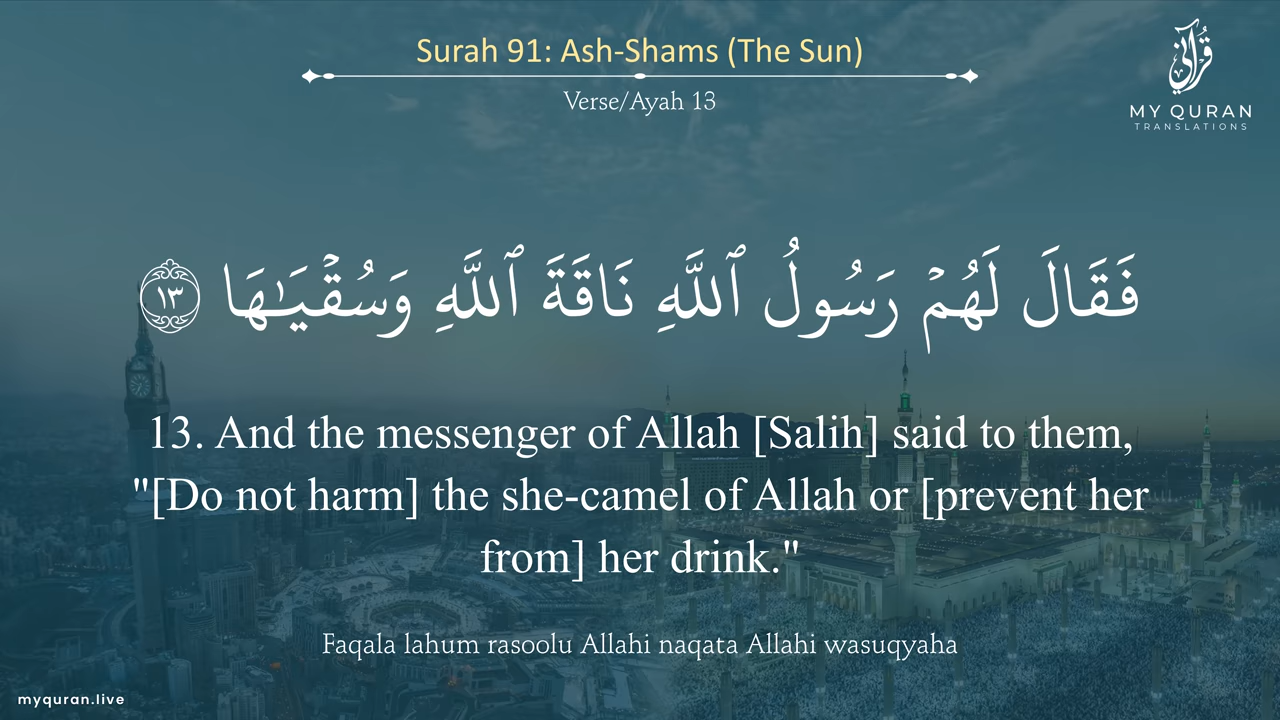 Surah 91: Ash-Shams (The Sun)
Verse/Ayah 13
قُرْآنِي
MY QURAN
TRANSLATIONS
فَقَالَ لَهُمْ رَسُولُ ٱللَّهِ نَاقَةَ ٱللَّهِ وَسُقْيَـٰهَا ١٣
13. And the messenger of Allah [Salih] said to them,
"[Do not harm] the she-camel of Allah or [prevent her
from] her drink."
Faqala lahum rasoolu Allahi naqata Allahi wasuqyaha
myquran.live